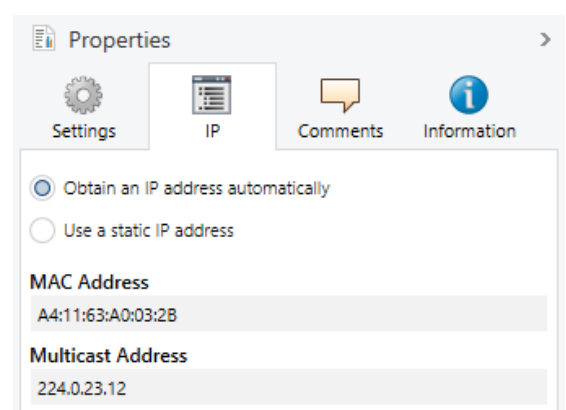 Properties
Settings IP Comments Information
Obtain an IP address automatically
Use a static IP address
MAC Address
A4:11:63:A0:03:2B
Multicast Address
224.0.23.12